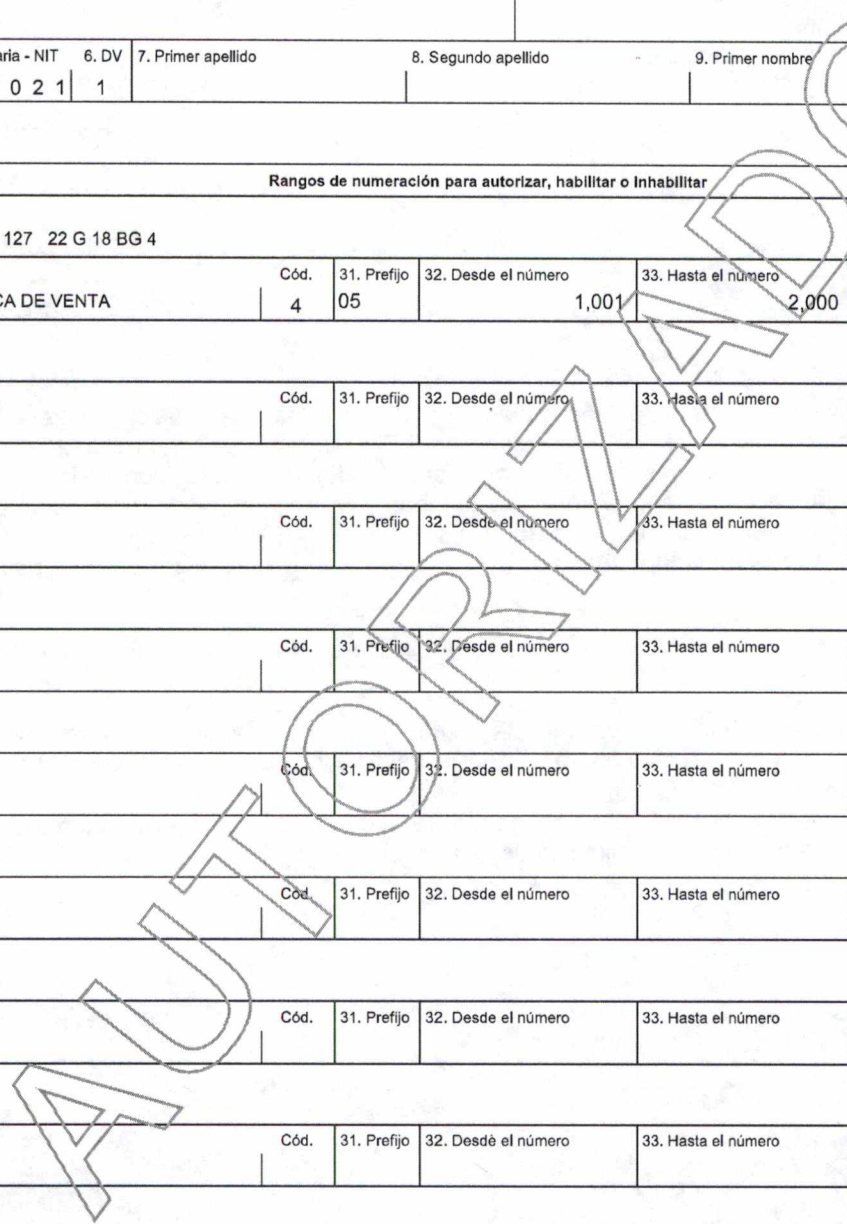 aria - NIT 6. DV 7. Primer apellido 8. Segundo apellido 9. Primer nombre
0 2 1 1
Rangos de numeración para autorizar, habilitar o Inhabilitar
127 22 G 18 BG 4
Cód. 31. Prefijo 32. Desde el número 33. Hasta el número
CA DE VENTA 4 05 1,001 2,000
Cód. 31. Prefijo 32. Desde el número 33. Hasta el número
Cód. 31. Prefijo 32. Desde el número 33. Hasta el número
Cód. 31. Prefijo 32. Desde el número 33. Hasta el número
Cód. 31. Prefijo 32. Desde el número 33. Hasta el número
Cód. 31. Prefijo 32. Desde el número 33. Hasta el número
Cód. 31. Prefijo 32. Desde el número 33. Hasta el número
Cód. 31. Prefijo 32. Desde el número 33. Hasta el número
AUTORIZADO